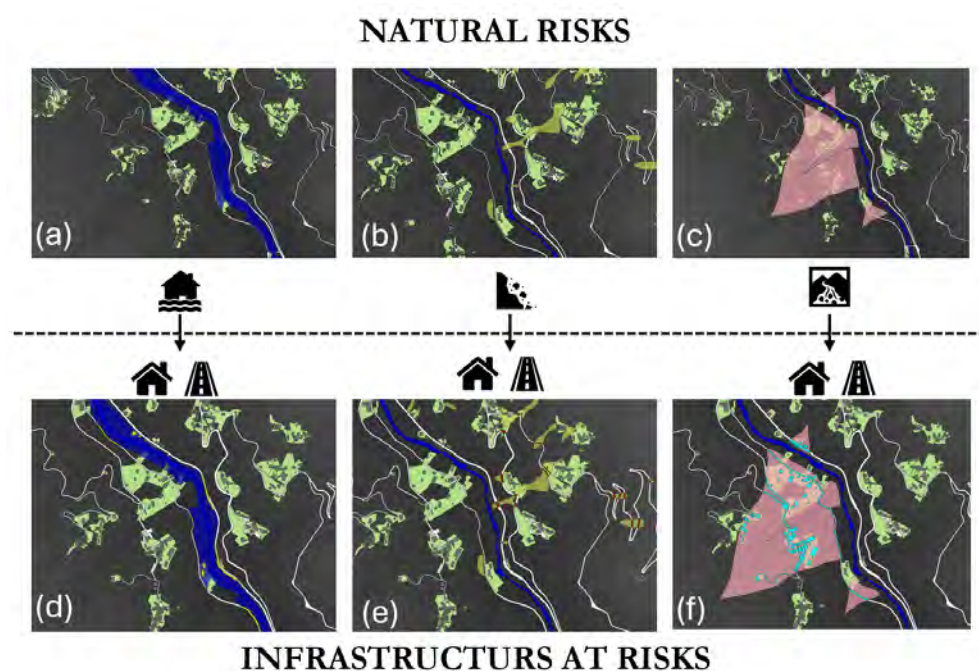 NATURAL RISKS
(a)
(b)
(c)
(d)
(e)
(f)
INFRASTRUCTURS AT RISKS